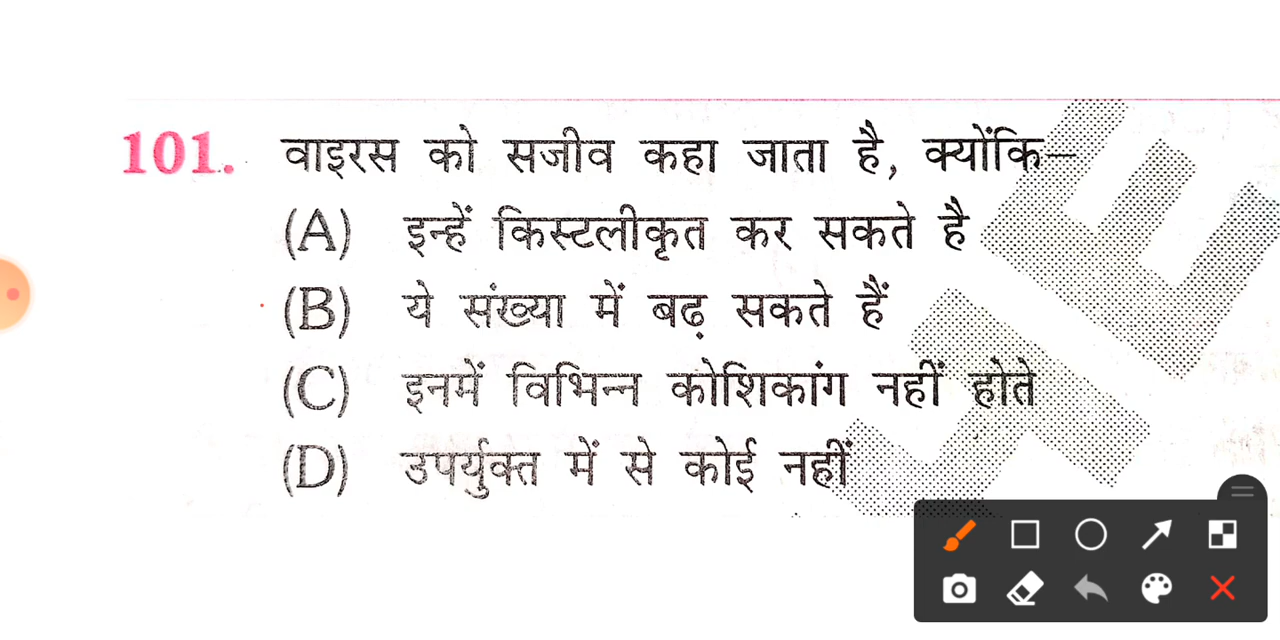 101. वाइरस को सजीव कहा जाता है, क्योंकि–
(A) इन्हें किस्टलीकृत कर सकते है
(B) ये संख्या में बढ़ सकते हैं
(C) इनमें विभिन्न कोशिकांग नहीं होते
(D) उपर्युक्त में से कोई नहीं